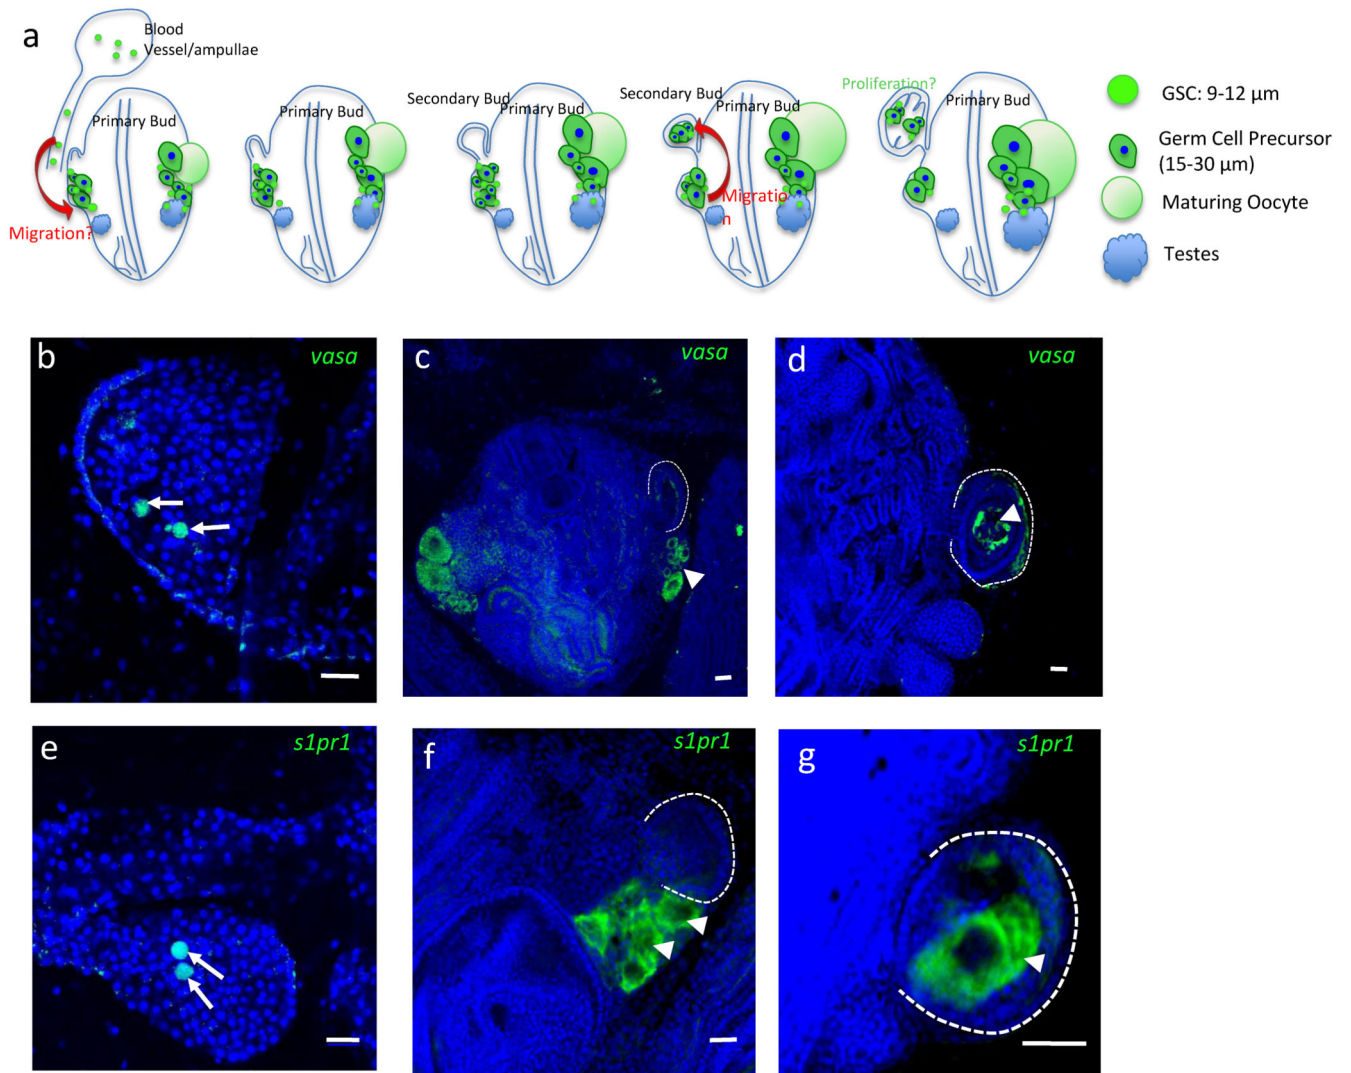 a
Blood
Vessel/ampullae
Primary Bud
Migration?
Primary Bud
Secondary Bud
Primary Bud
Secondary Bud
Primary Bud
Migratio
n
Proliferation?
Primary Bud
GSC: 9-12 µm
Germ Cell Precursor
(15-30 µm)
Maturing Oocyte
Testes
b
vasa
c
vasa
d
vasa
e
s1pr1
f
s1pr1
g
s1pr1